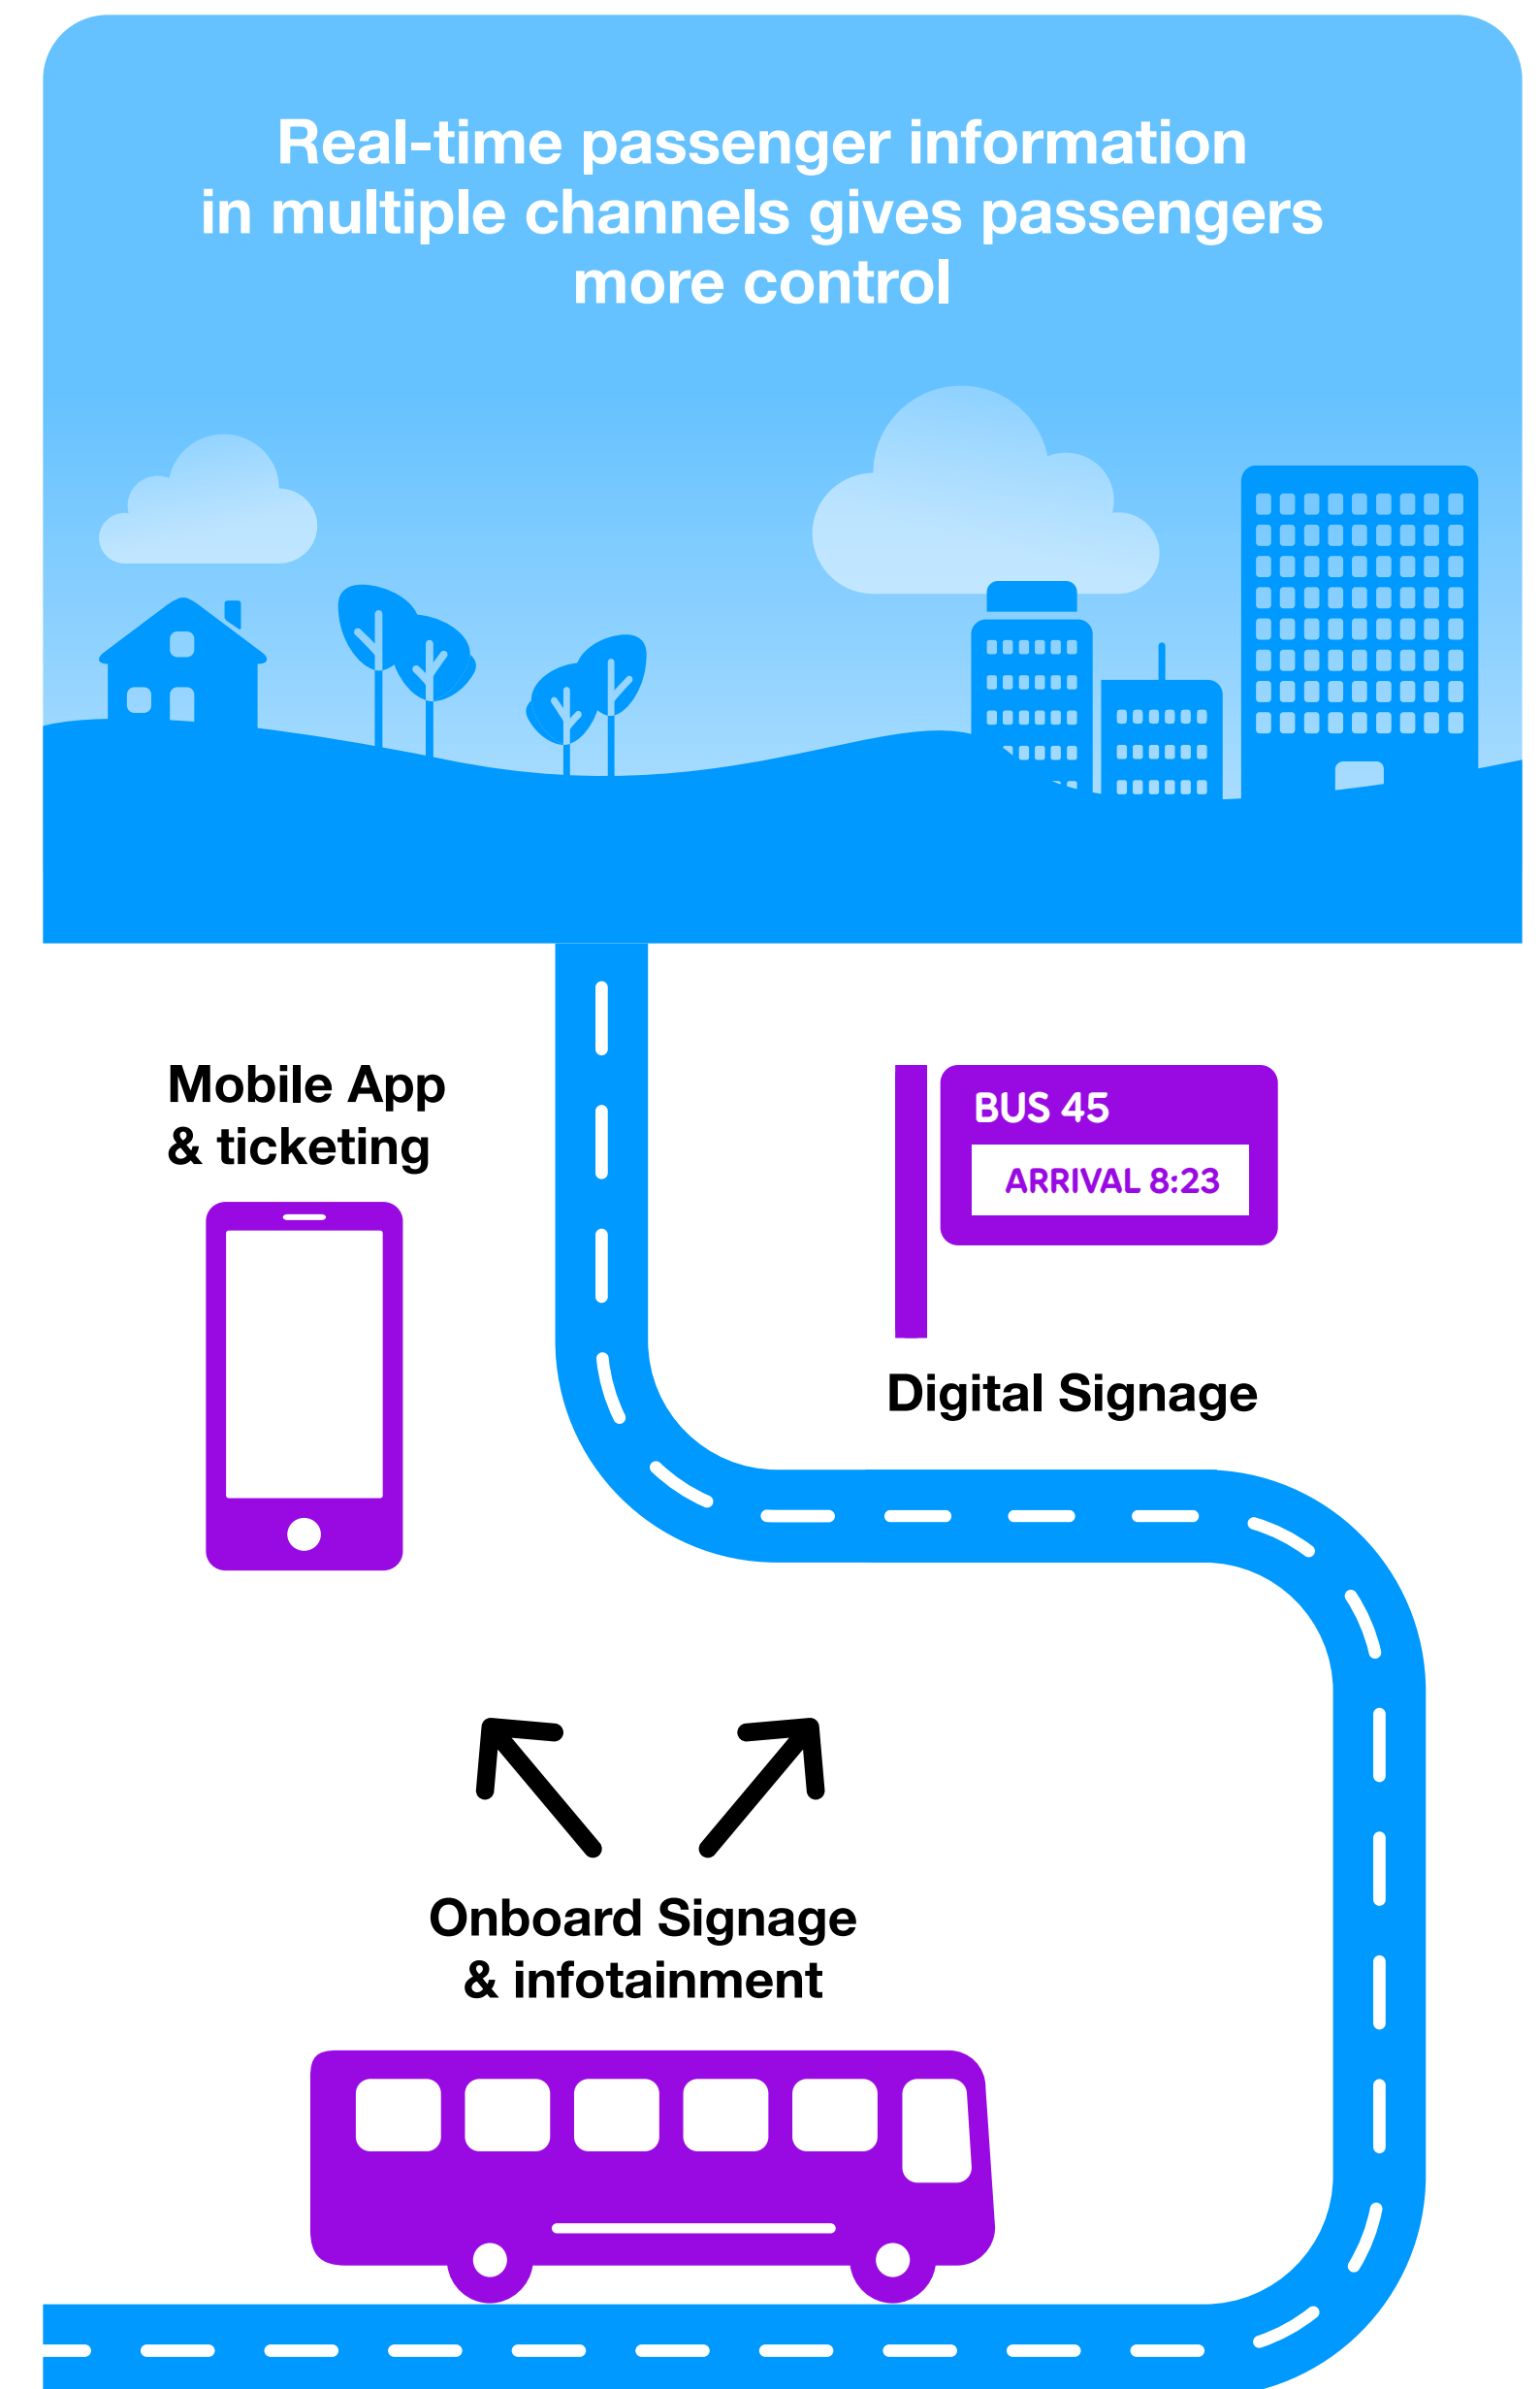 Real-time passenger information
in multiple channels gives passengers
more control
Mobile App
& ticketing
BUS 45
ARRIVAL 8:23
Digital Signage
Onboard Signage
& infotainment